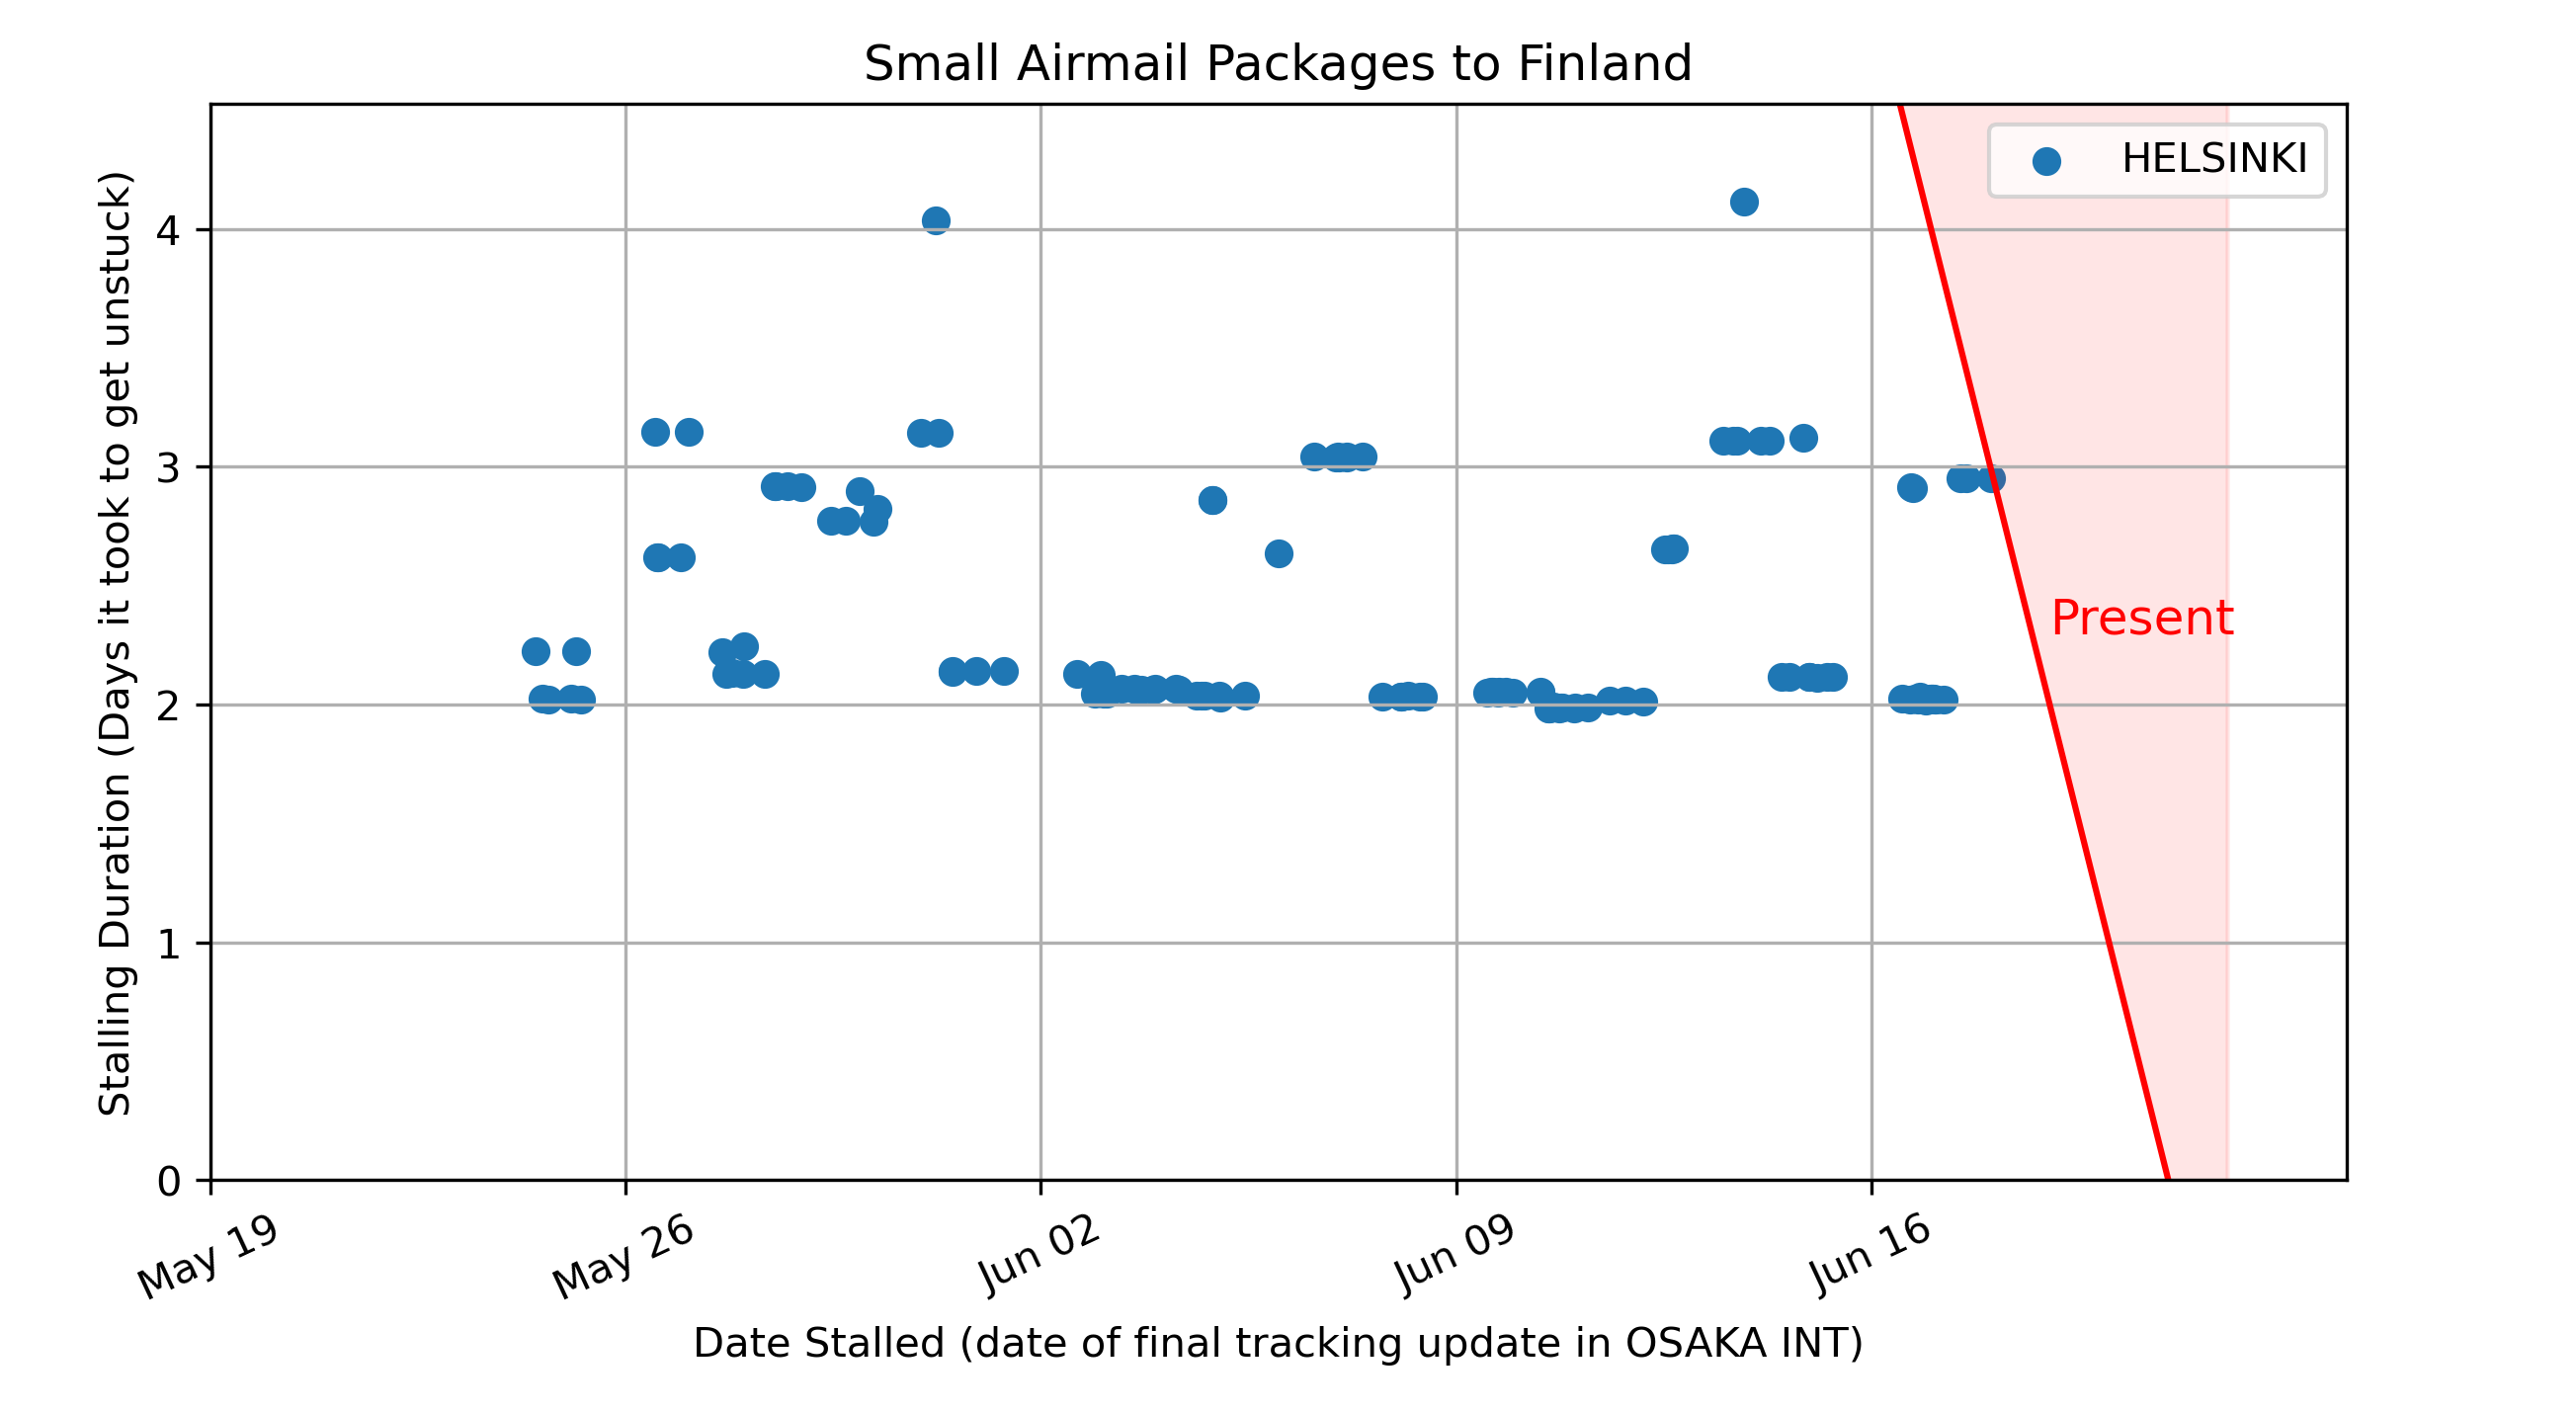 Small Airmail Packages to Finland
HELSINKI
Stalling Duration (Days it took to get unstuck)
4
3
2
1
0
Present
May 19
May 26
Jun 02
Jun 09
Jun 16
Date Stalled (date of final tracking update in OSAKA INT)